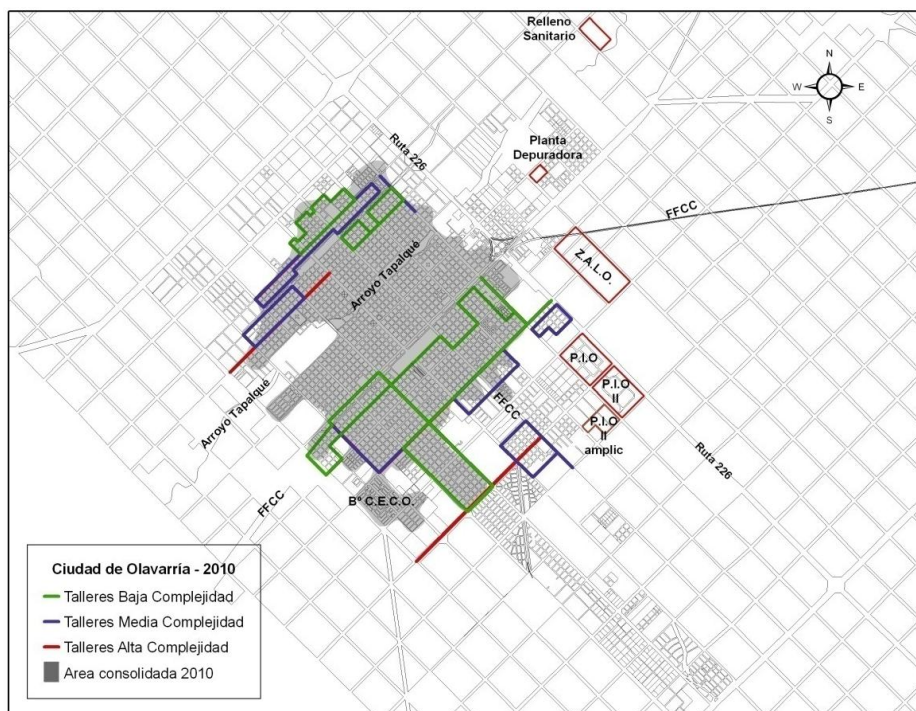 Relleno
Sanitario
N
W
E
S
Ruta 226
Planta
Depuradora
FFCC
Z.A.L.O.
Arroyo Tapalqué
P.I.O
P.I.O
II
P.I.O
II
amplic
FFCC
Arroyo Tapalqué
Ruta 226
Bº C.E.C.O.
FFCC
Ciudad de Olavarría - 2010
Talleres Baja Complejidad
Talleres Media Complejidad
Talleres Alta Complejidad
Area consolidada 2010